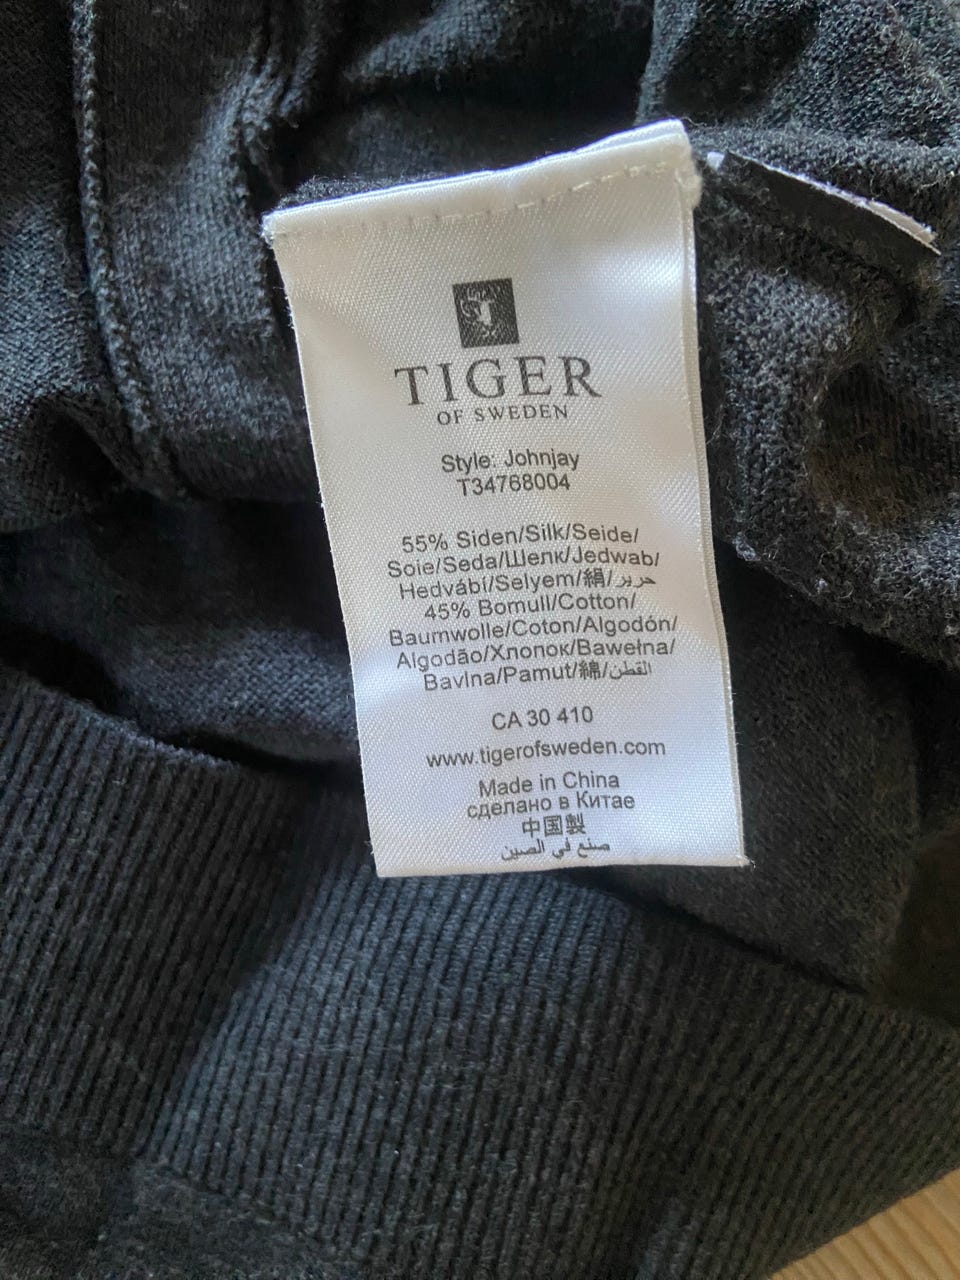 TIGER
OF SWEDEN
Style: Johnjay
T34768004
55% Siden/Silk/Seide/
Soie/Seda/Шелк/Jedwab/
Hedvábí/Selyem/絹/حرير
45% Bomull/Cotton/
Baumwolle/Coton/Algodón/
Algodão/Хлопок/Bawełna/
Bavlna/Pamut/綿/القطن
CA 30 410
www.tigerofsweden.com
Made in China
сделано в Китае
中国製
صنع في الصين